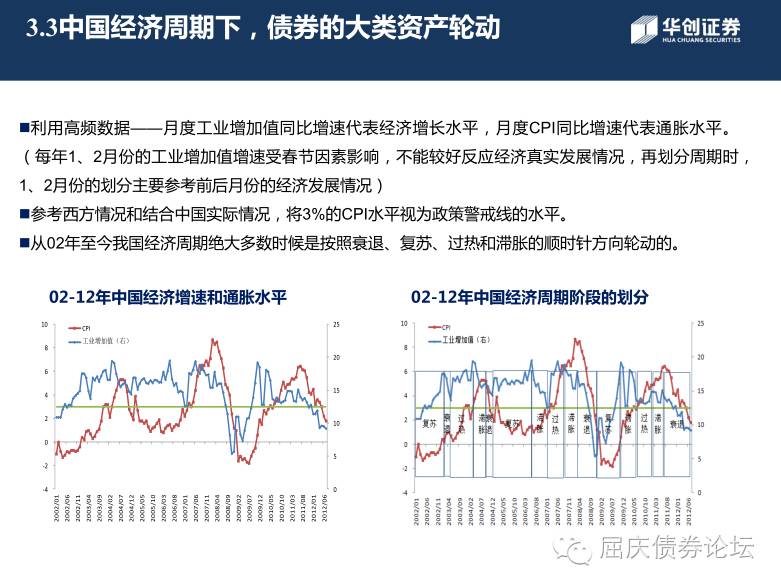 3.3中国经济周期下，债券的大类资产轮动
华创证券
HUA CHUANG SECURITIES
■利用高频数据——月度工业增加值同比增速代表经济增长水平，月度CPI同比增速代表通胀水平。
（每年1、2月份的工业增加值增速受春节因素影响，不能较好反应经济真实发展情况，再划分周期时，
1、2月份的划分主要参考前后月份的经济发展情况）
■参考西方情况和结合中国实际情况，将3%的CPI水平视为政策警戒线的水平。
■从02年至今我国经济周期绝大多数时候是按照衰退、复苏、过热和滞胀的顺时针方向轮动的。
02-12年中国经济增速和通胀水平
CPI
工业增加值（右）
10
8
6
4
2
0
-2
-4
25
20
15
10
5
0
2002/01 2002/06 2002/11 2003/04 2003/09 2004/02 2004/07 2004/12 2005/05 2005/10 2006/03 2006/08 2007/01 2007/06 2007/11 2008/04 2008/09 2009/02 2009/07 2009/12 2010/05 2010/10 2011/03 2011/08 2012/01 2012/06
02-12年中国经济周期阶段的划分
CPI
工业增加值（右）
10
8
6
4
2
0
-2
-4
25
20
15
10
5
0
复苏 衰退 过热 滞胀 衰退 复苏 滞胀 过热 滞胀 衰退 复苏 滞胀 过热 滞胀 衰退
2002/01 2002/06 2002/11 2003/04 2003/09 2004/02 2004/07 2004/12 2005/05 2005/10 2006/03 2006/08 2007/01 2007/06 2007/11 2008/04 2008/09 2009/02 2009/07 2009/12 2010/05 2010/10 2011/03 2011/08 2012/01 2012/06
屈庆债券论坛